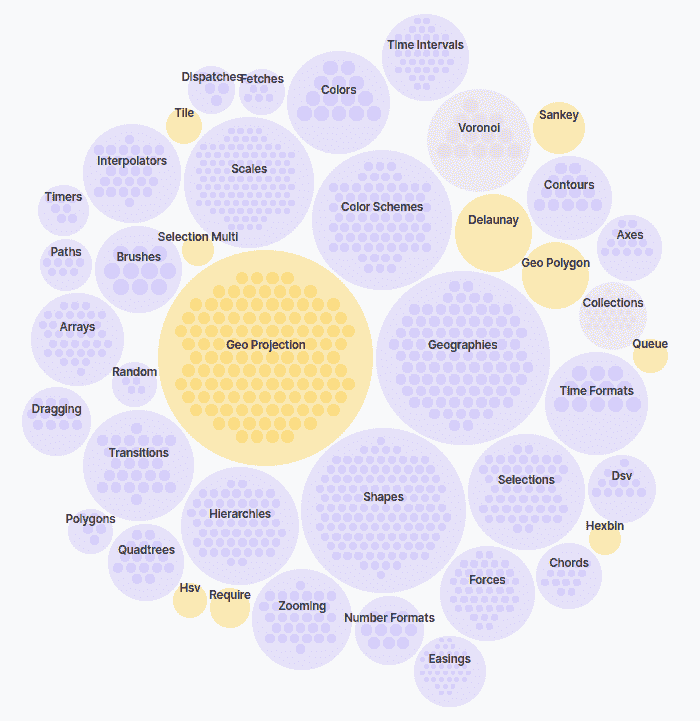 Time Intervals
Dispatches
Fetches
Colors
Tile
Sankey
Voronoi
Interpolators
Scales
Contours
Timers
Color Schemes
Delaunay
Axes
Selection Multi
Paths
Brushes
Geo Polygon
Collections
Arrays
Geo Projection
Geographies
Queue
Random
Time Formats
Dragging
Transitions
Selections
Dsv
Shapes
Hierarchies
Polygons
Hexbin
Quadtrees
Chords
Forces
Hsv
Require
Zooming
Number Formats
Easings